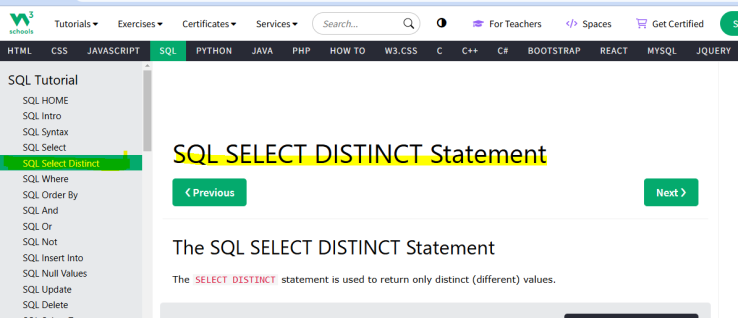 W3
schools
Tutorials Exercises Certificates Services Search... For Teachers Spaces Get Certified S
HTML CSS JAVASCRIPT SQL PYTHON JAVA PHP HOW TO W3.CSS C C++ C# BOOTSTRAP REACT MYSQL JQUERY
SQL Tutorial
SQL HOME
SQL Intro
SQL Syntax
SQL Select
SQL Select Distinct
SQL Where
SQL Order By
SQL And
SQL Or
SQL Not
SQL Insert Into
SQL Null Values
SQL Update
SQL Delete
SQL SELECT DISTINCT Statement
❮ Previous Next ❯
The SQL SELECT DISTINCT Statement
The SELECT DISTINCT statement is used to return only distinct (different) values.